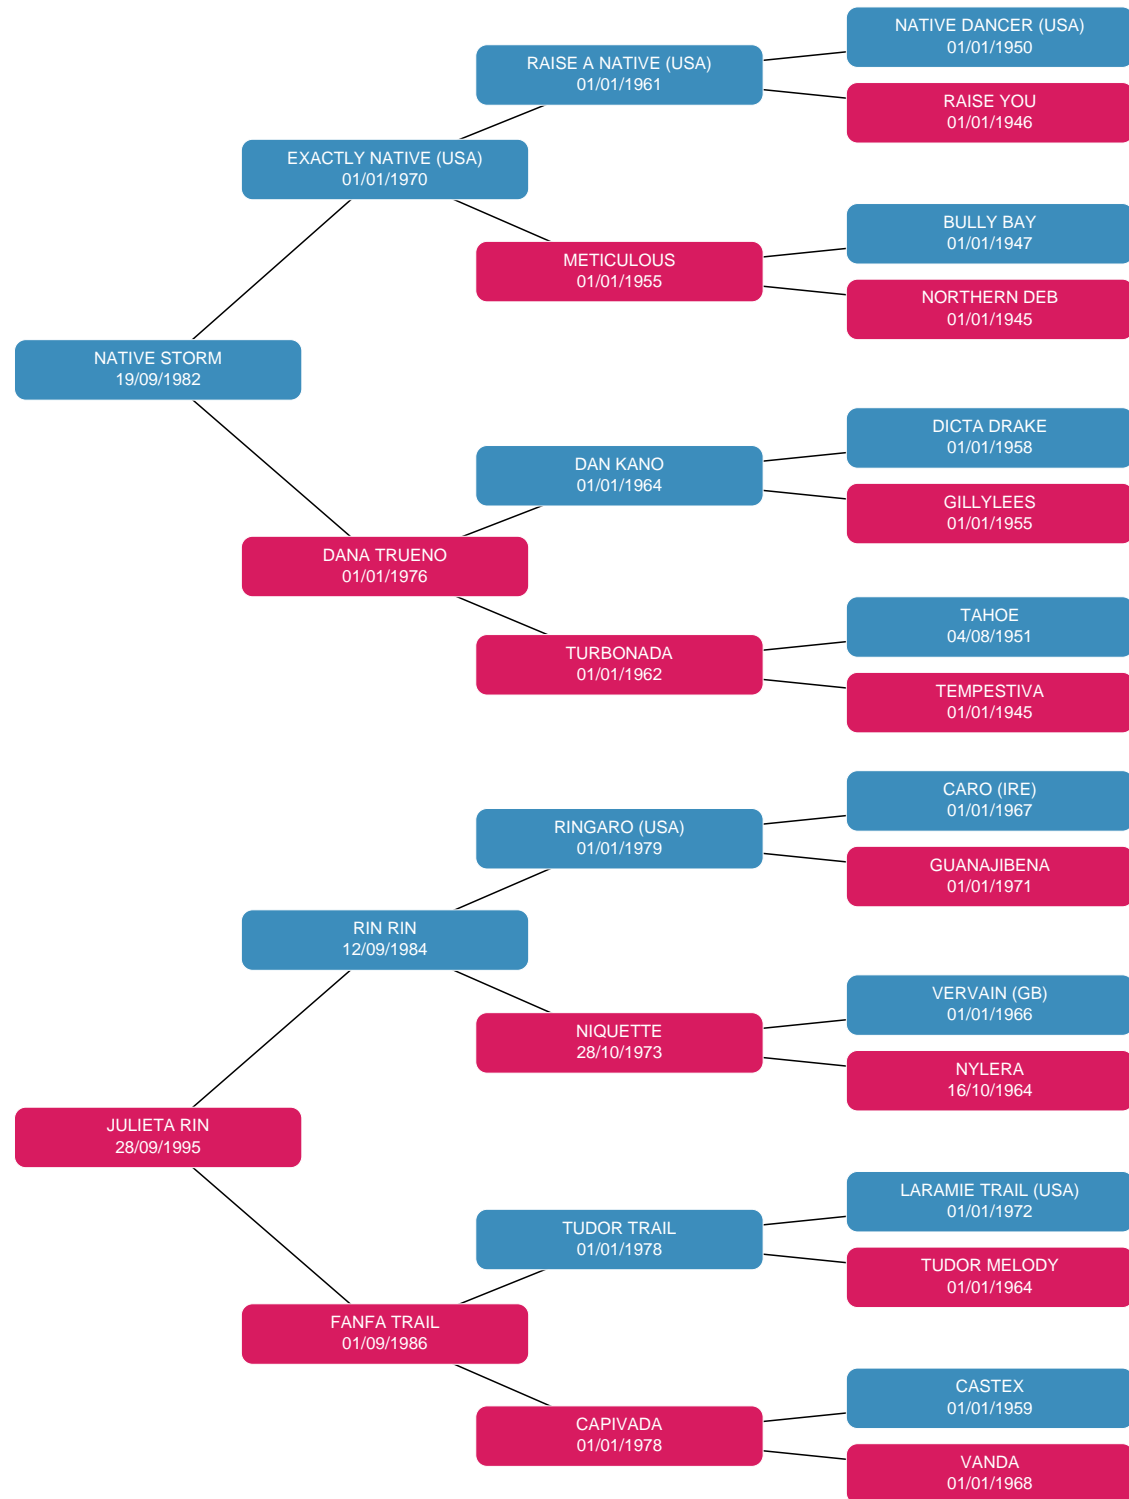 NATIVE DANCER (USA)
01/01/1950
RAISE A NATIVE (USA)
01/01/1961
RAISE YOU
01/01/1946
EXACTLY NATIVE (USA)
01/01/1970
BULLY BAY
01/01/1947
METICULOUS
01/01/1955
NORTHERN DEB
01/01/1945
NATIVE STORM
19/09/1982
DICTA DRAKE
01/01/1958
DAN KANO
01/01/1964
GILLYLEES
01/01/1955
DANA TRUENO
01/01/1976
TAHOE
04/08/1951
TURBONADA
01/01/1962
TEMPESTIVA
01/01/1945
CARO (IRE)
01/01/1967
RINGARO (USA)
01/01/1979
GUANAJIBENA
01/01/1971
RIN RIN
12/09/1984
VERVAIN (GB)
01/01/1966
NIQUETTE
28/10/1973
NYLERA
16/10/1964
JULIETA RIN
28/09/1995
LARAMIE TRAIL (USA)
01/01/1972
TUDOR TRAIL
01/01/1978
TUDOR MELODY
01/01/1964
FANFA TRAIL
01/09/1986
CASTEX
01/01/1959
CAPIVADA
01/01/1978
VANDA
01/01/1968